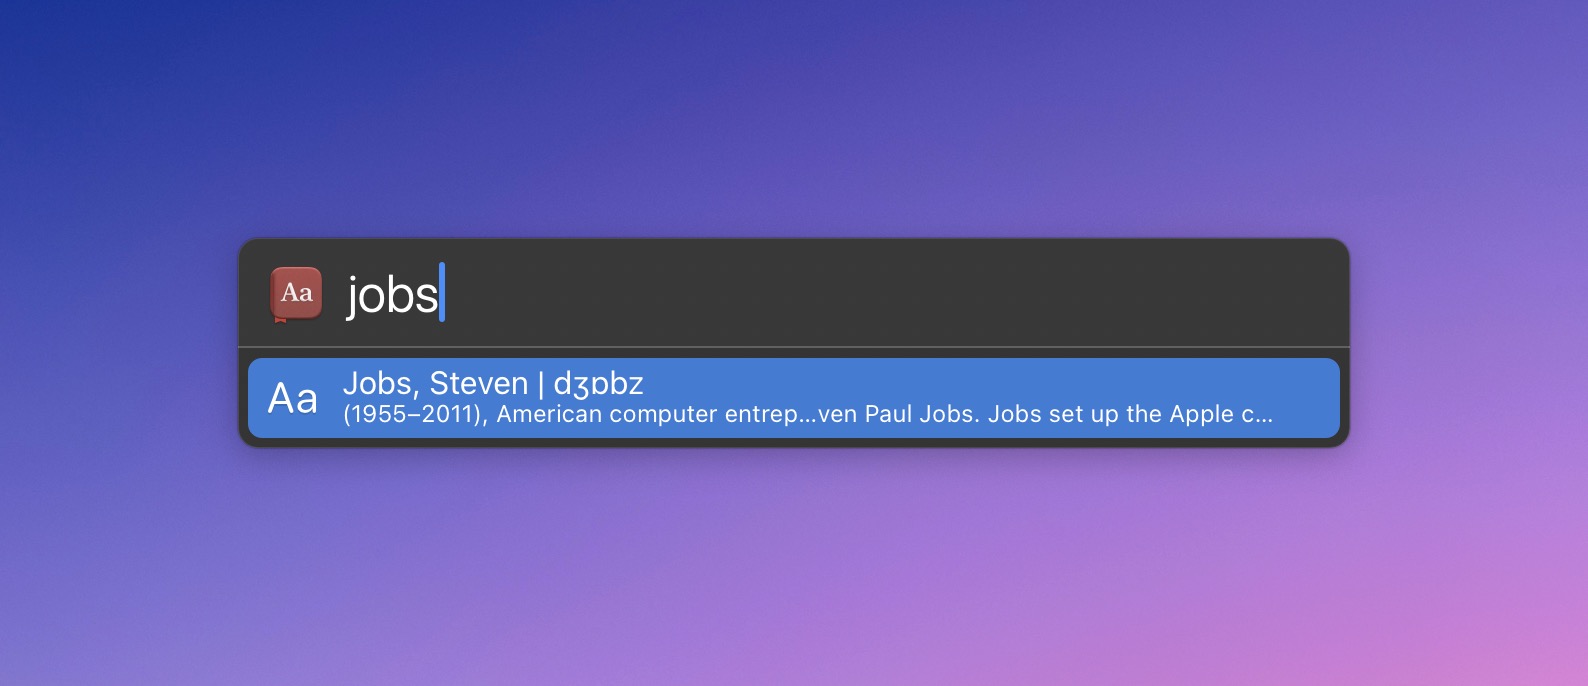 Aa jobs
Aa
Jobs, Steven | dʒɒbz
(1955–2011), American computer entrep...ven Paul Jobs. Jobs set up the Apple c...